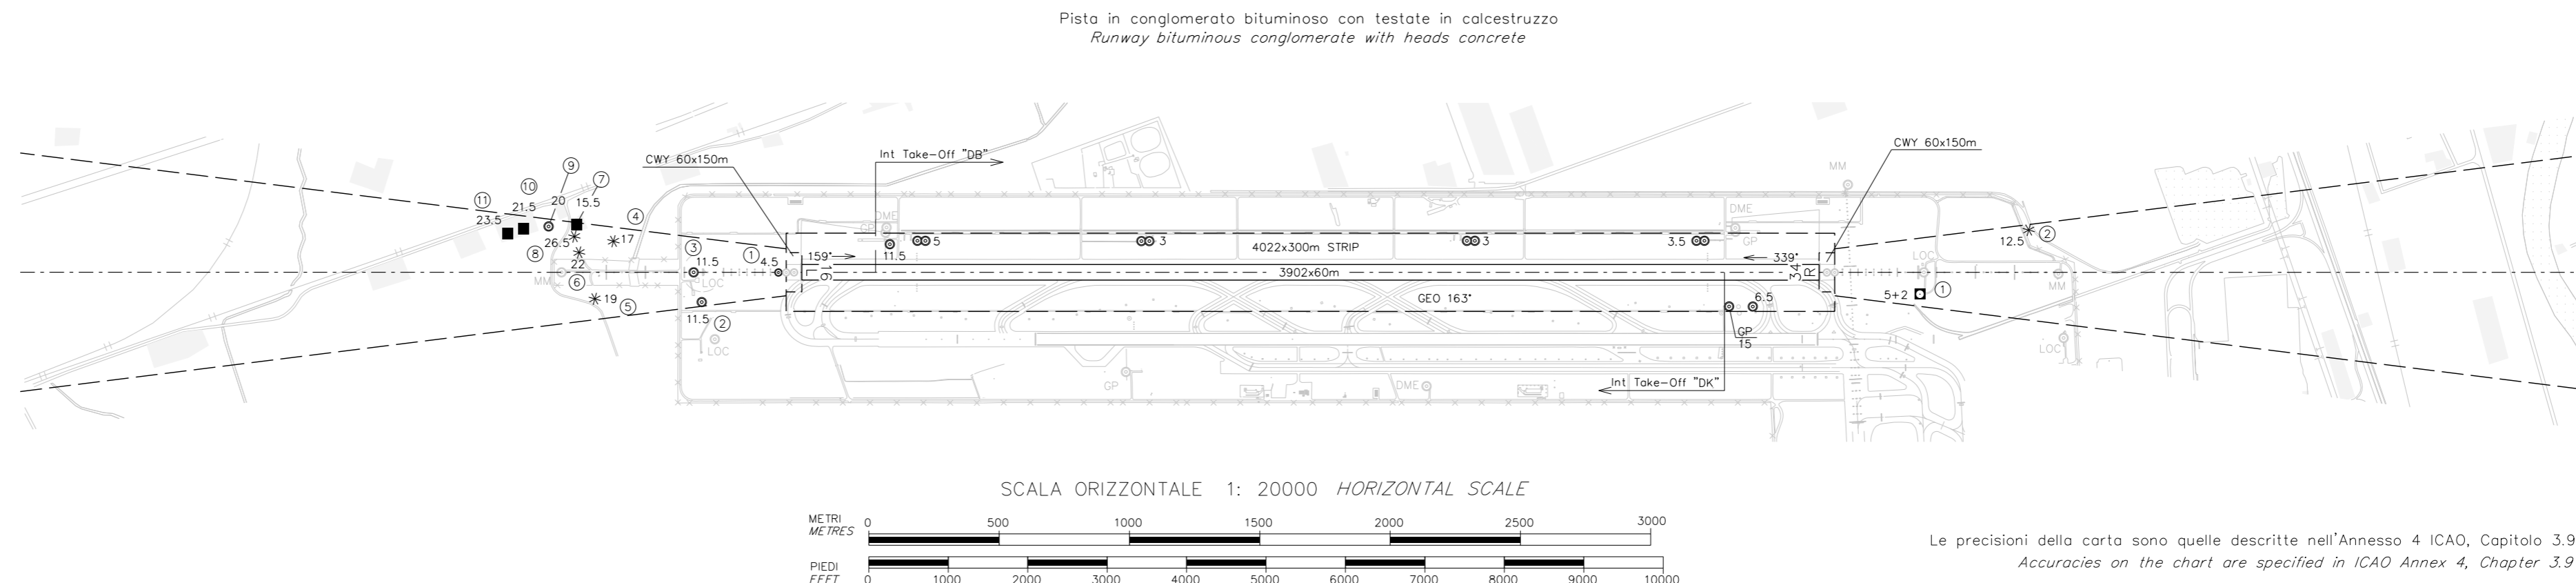 Pista in conglomerato bituminoso con testate in calcestruzzo
Runway bituminous conglomerate with heads concrete
CWY 60x150m
Int Take-Off "DB"
CWY 60x150m
MM
⑨
⑩
⑦
⑪
21.5
20
15.5
23.5
④
DME
DME
GP
GP
26.5
17
⑧
22
③
11.5
①
4.5
159°
11.5
5
3
4022x300m STRIP
3
3.5
339°
12.5
②
MM
⑥
LOC
16
L
3902x60m
34
R
LOC
MM
19
⑤
11.5
②
LOC
GEO 163°
6.5
GP
15
5+2
①
LOC
GP
DME
Int Take-Off "DK"
SCALA ORIZZONTALE 1: 20000 HORIZONTAL SCALE
METRI
METRES
0 500 1000 1500 2000 2500 3000
PIEDI
FEET
0 1000 2000 3000 4000 5000 6000 7000 8000 9000 10000
Le precisioni della carta sono quelle descritte nell'Annesso 4 ICAO, Capitolo 3.9
Accuracies on the chart are specified in ICAO Annex 4, Chapter 3.9